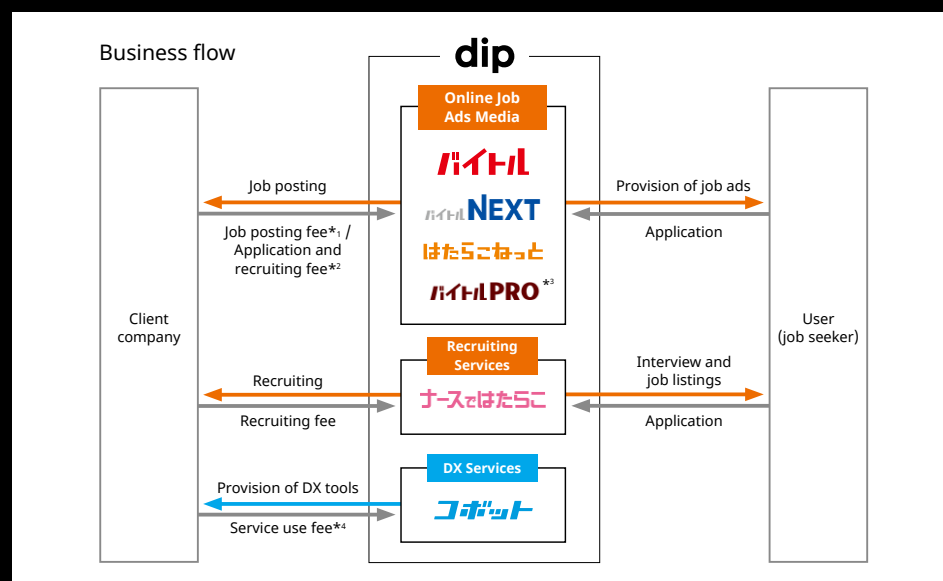 Business flow
dip
Online Job
Ads Media
バイトル
バイトルNEXT
はたらこねっと
バイトルPRO *3
Job posting
Job posting fee*1 /
Application and
recruiting fee*2
Provision of job ads
Application
Client
company
User
(job seeker)
Recruiting
Services
ナースではたらこ
Recruiting
Recruiting fee
Interview and
job listings
Application
DX Services
コボット
Provision of DX tools
Service use fee*4